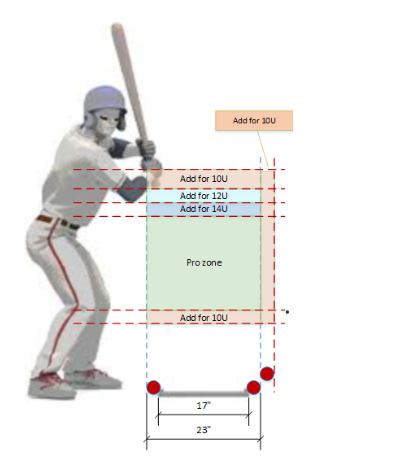 Add for 10U
Add for 10U
Add for 12U
Add for 14U
Pro zone
Add for 10U
17"
23"